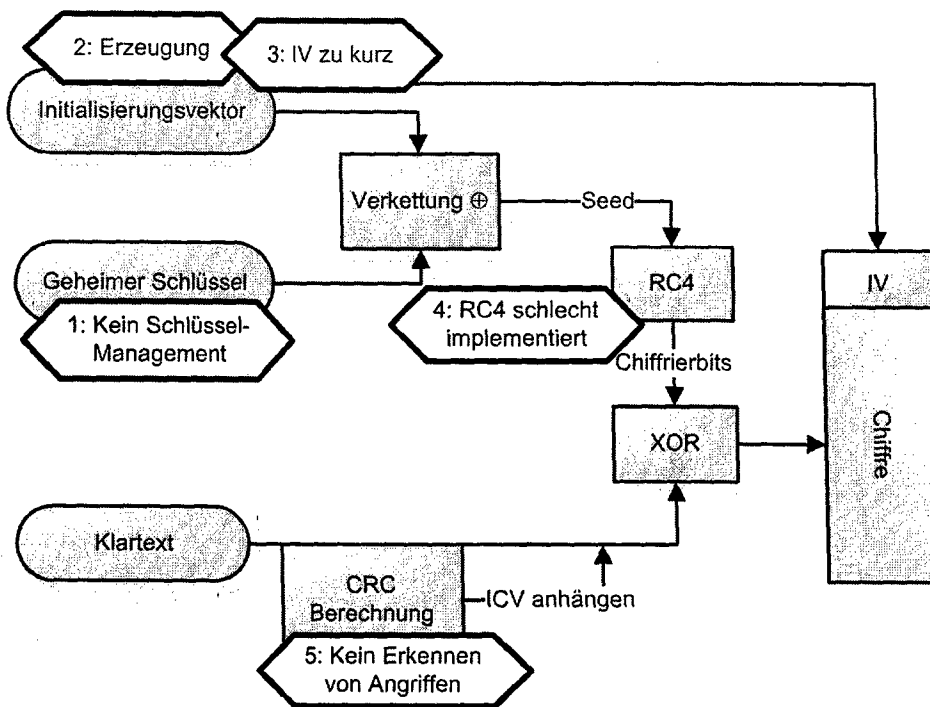 2: Erzeugung
3: IV zu kurz
Initialisierungsvektor
Verkettung ⊕
Seed
Geheimer Schlüssel
RC4
IV
1: Kein Schlüssel-
Management
4: RC4 schlecht
implementiert
Chiffrierbits
XOR
Chiffre
Klartext
CRC
Berechnung
ICV anhängen
5: Kein Erkennen
von Angriffen